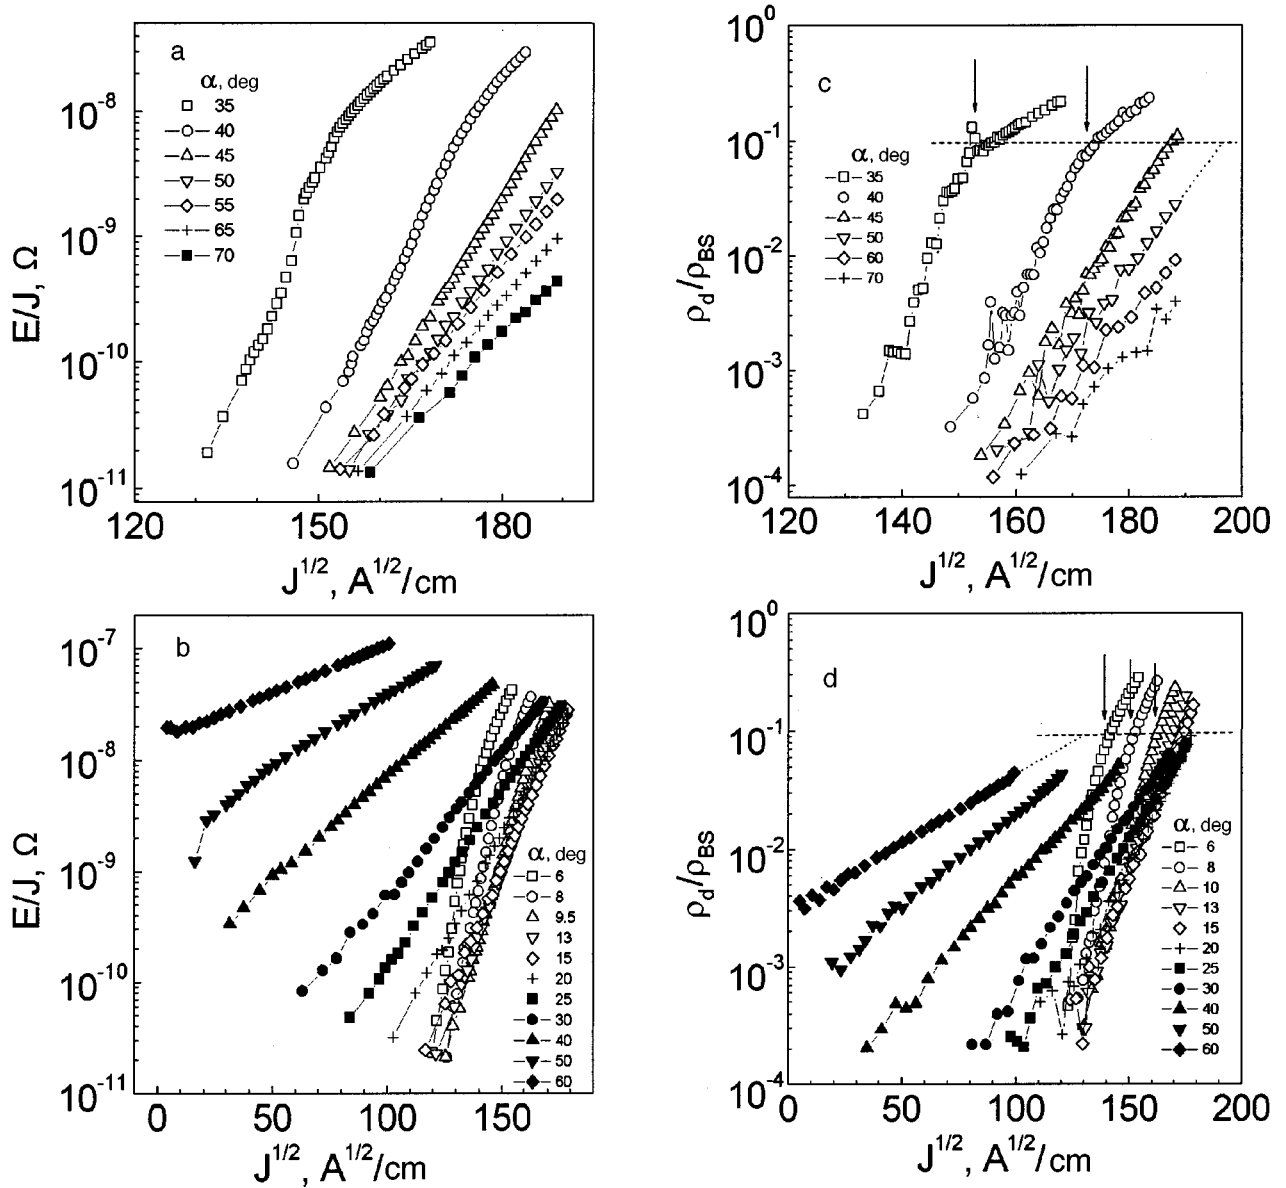 a
α, deg
35
40
45
50
55
65
70
10⁻⁸
10⁻⁹
10⁻¹⁰
10⁻¹¹
E/J, Ω
120 150 180
J^1/2, A^1/2/cm
c
α, deg
35
40
45
50
60
70
10⁰
10⁻¹
10⁻²
10⁻³
10⁻⁴
ρd/ρBS
120 140 160 180 200
J^1/2, A^1/2/cm
b
10⁻⁷
10⁻⁸
10⁻⁹
10⁻¹⁰
10⁻¹¹
E/J, Ω
α, deg
6
8
9.5
13
15
20
25
30
40
50
60
0 50 100 150
J^1/2, A^1/2/cm
d
10⁰
10⁻¹
10⁻²
10⁻³
10⁻⁴
ρd/ρBS
α, deg
6
8
10
13
15
20
25
30
40
50
60
0 50 100 150 200
J^1/2, A^1/2/cm